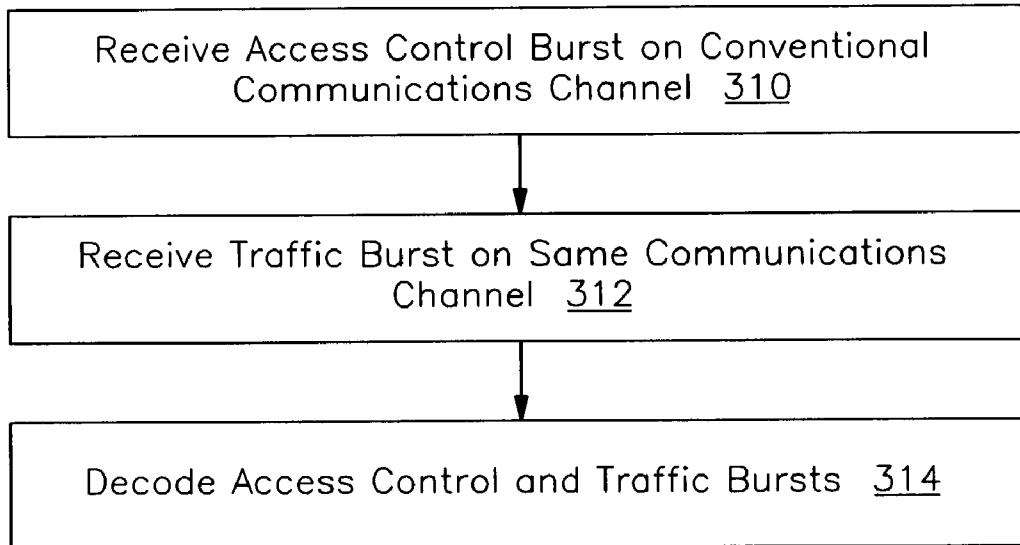 Receive Access Control Burst on Conventional
Communications Channel 310
Receive Traffic Burst on Same Communications
Channel 312
Decode Access Control and Traffic Bursts 314